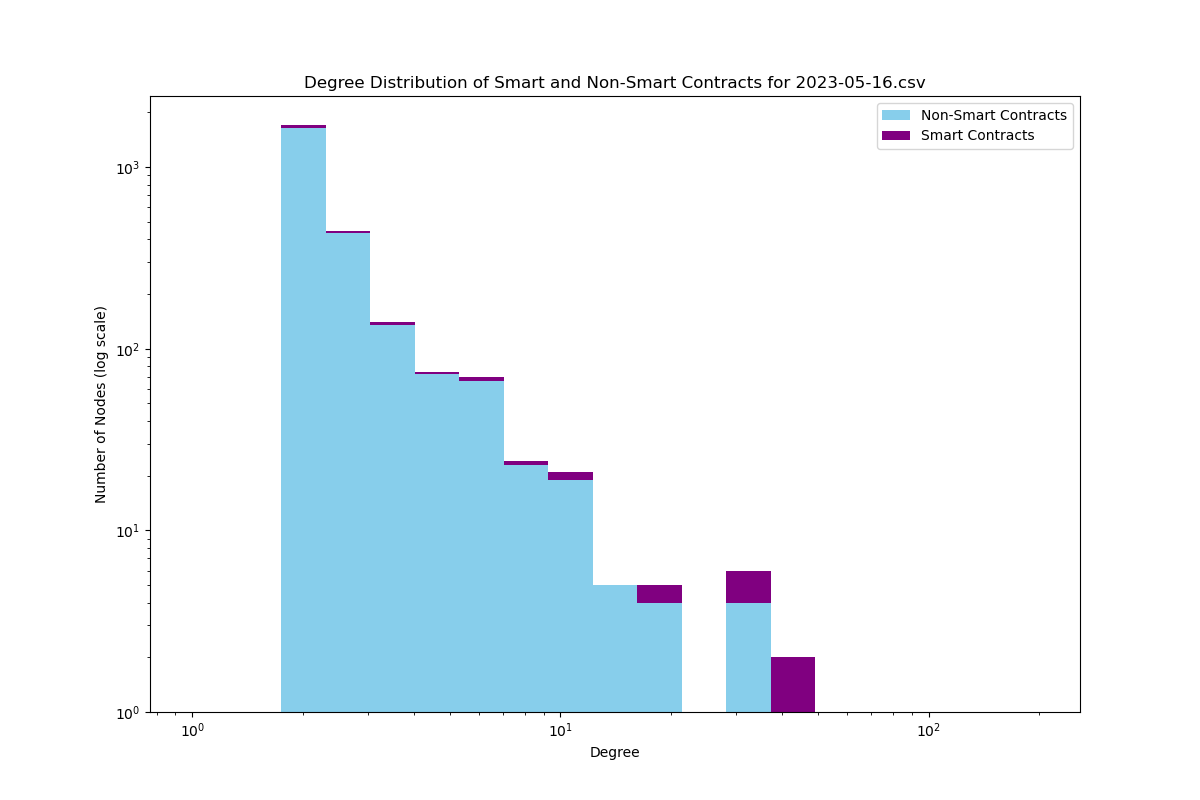 Degree Distribution of Smart and Non-Smart Contracts for 2023-05-16.csv
Non-Smart Contracts
Smart Contracts
Number of Nodes (log scale)
10³
10²
10¹
10⁰
10⁰ 10¹ 10²
Degree